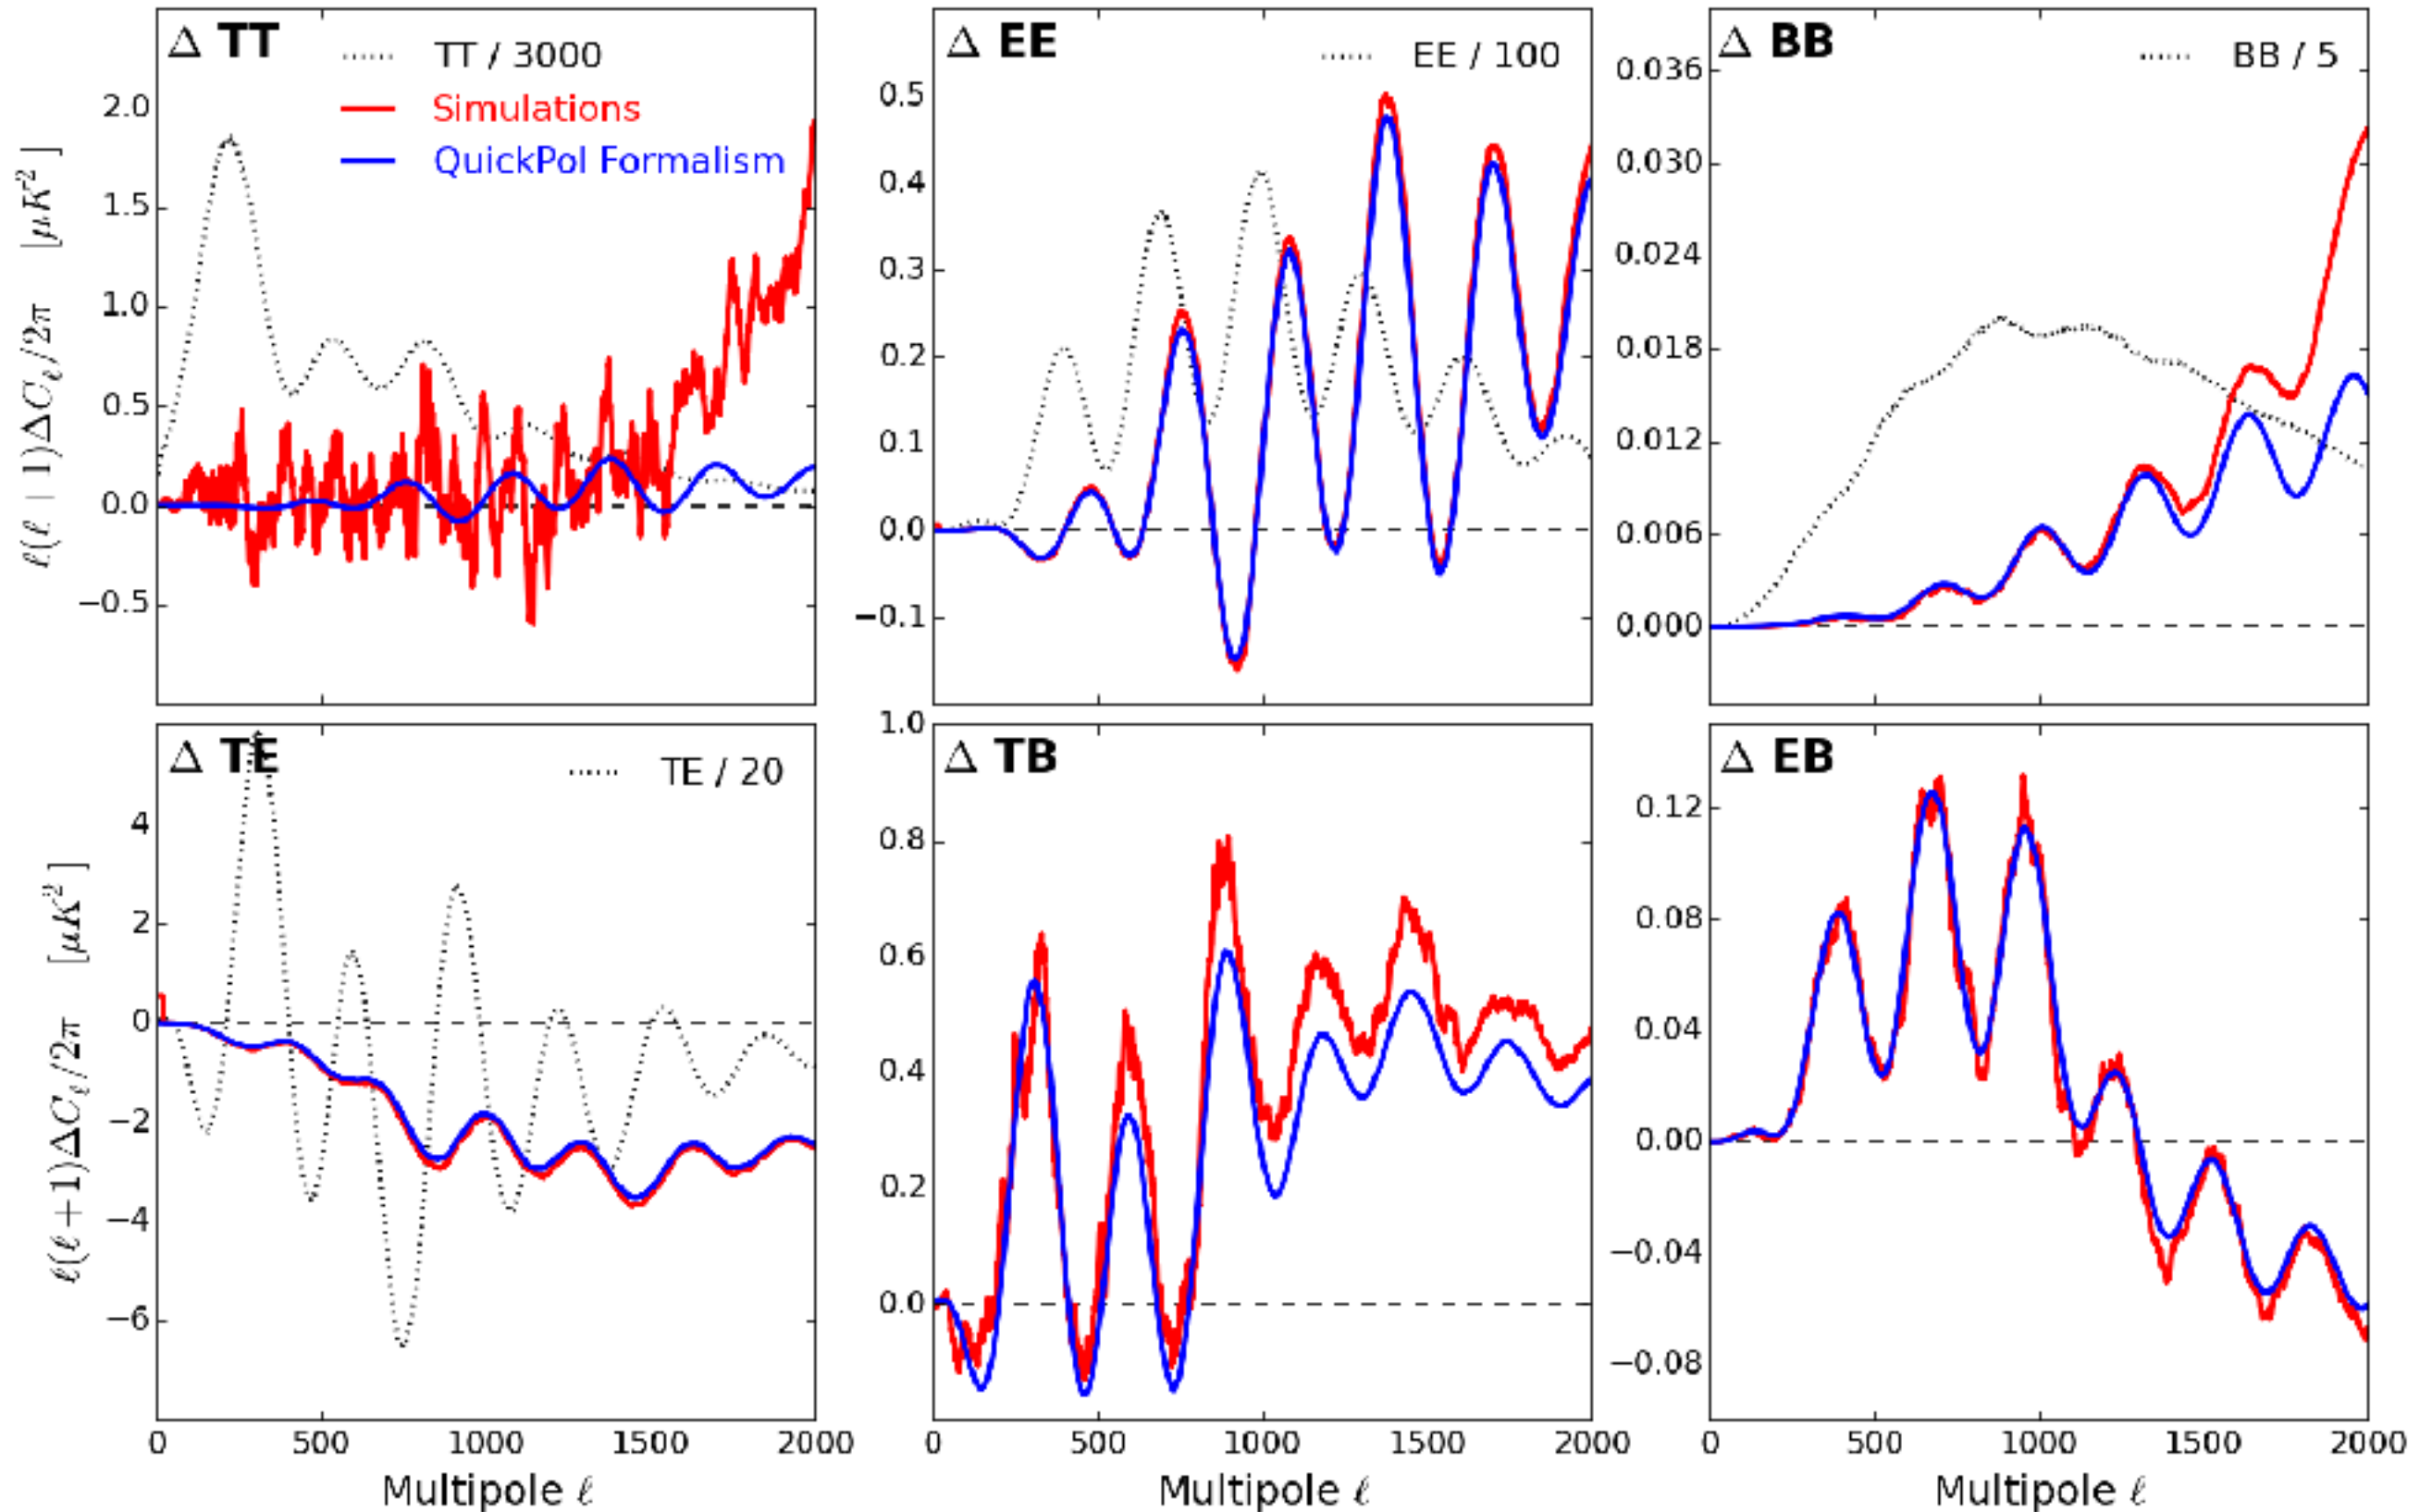 Δ TT
TT / 3000
Simulations
QuickPol Formalism
2.0
1.5
1.0
0.5
0.0
−0.5
ℓ(ℓ+1)ΔC_ℓ/2π [μK²]
Δ EE
EE / 100
0.5
0.4
0.3
0.2
0.1
0.0
−0.1
Δ BB
BB / 5
0.036
0.030
0.024
0.018
0.012
0.006
0.000
Δ TE
TE / 20
4
2
0
−2
−4
−6
ℓ(ℓ+1)ΔC_ℓ/2π [μK²]
0 500 1000 1500 2000
Multipole ℓ
Δ TB
1.0
0.8
0.6
0.4
0.2
0.0
0 500 1000 1500 2000
Multipole ℓ
Δ EB
0.12
0.08
0.04
0.00
−0.04
−0.08
0 500 1000 1500 2000
Multipole ℓ